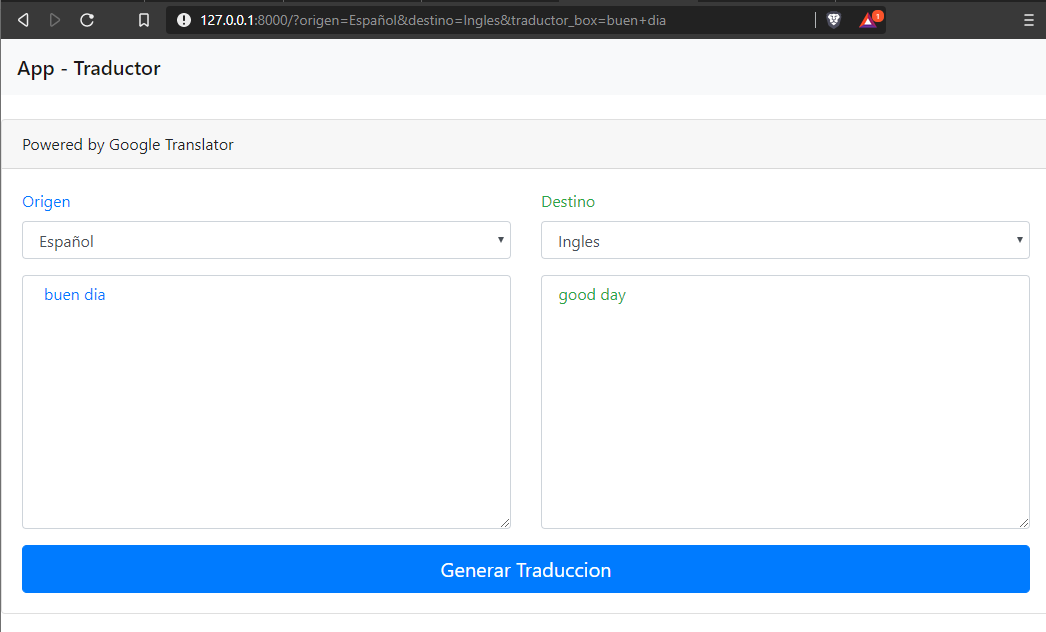 127.0.0.1:8000/?origen=Español&destino=Ingles&traductor_box=buen+dia
1
App - Traductor
Powered by Google Translator
Origen
Destino
Español
Ingles
buen dia
good day
Generar Traduccion